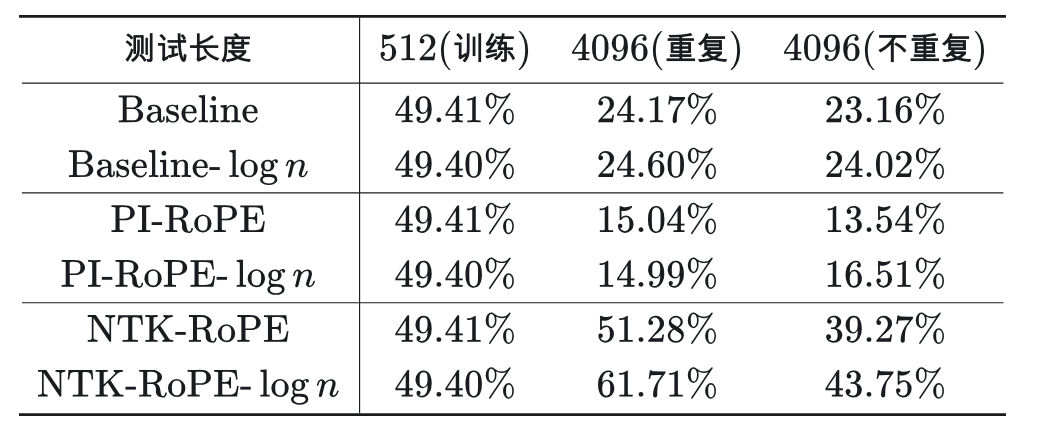 测试长度 512(训练) 4096(重复) 4096(不重复)
Baseline 49.41% 24.17% 23.16%
Baseline- log n 49.40% 24.60% 24.02%
PI-RoPE 49.41% 15.04% 13.54%
PI-RoPE- log n 49.40% 14.99% 16.51%
NTK-RoPE 49.41% 51.28% 39.27%
NTK-RoPE- log n 49.40% 61.71% 43.75%